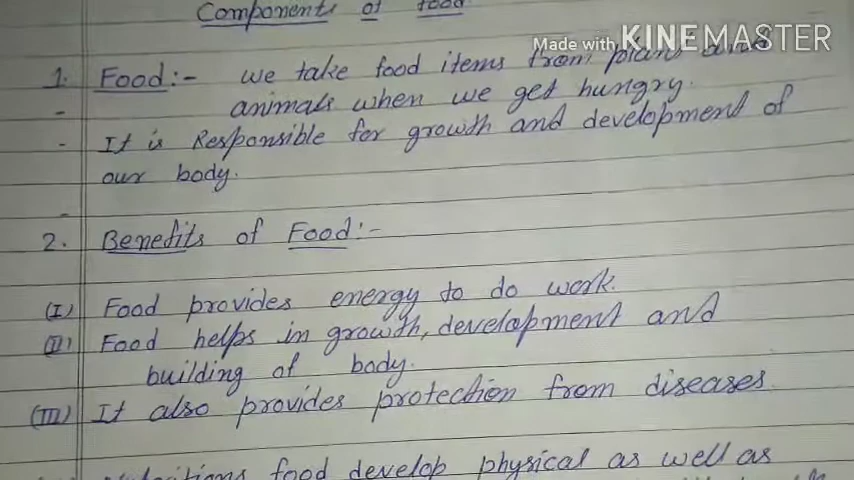 Components of food
Made with KINEMASTER
1. Food:- we take food items from plants and
- animals when we get hungry.
- It is Responsible for growth and development of
our body.
-
2. Benefits of Food:-
(I) Food provides energy to do work.
(II) Food helps in growth, development and
building of body.
(III) It also provides protection from diseases.
food develop physical as well as